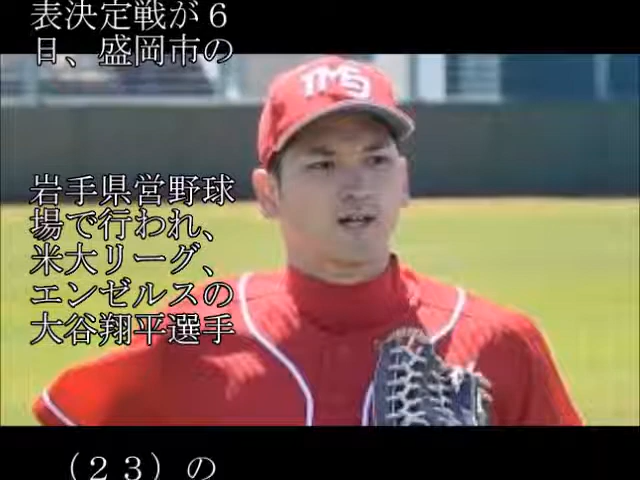 表決定戦が６
日、盛岡市の
岩手県営野球
場で行われ、
米大リーグ、
エンゼルスの
大谷翔平選手
（２３）の
TMS